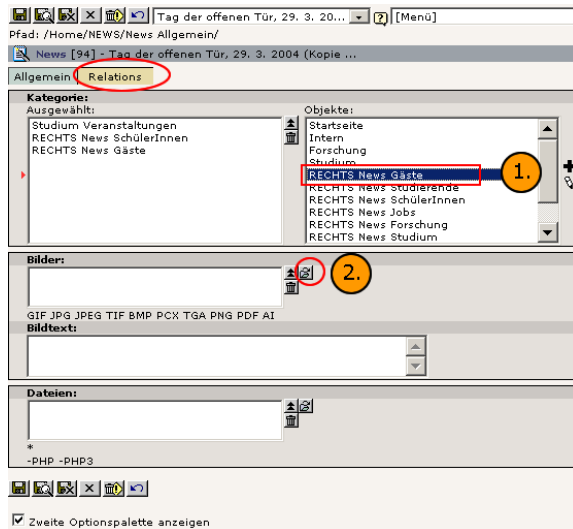 Tag der offenen Tür, 29. 3. 20... [Menü]
Pfad: /Home/NEWS/News Allgemein/
News [94] - Tag der offenen Tür, 29. 3. 2004 (Kopie ...
Allgemein Relations
Kategorie:
Ausgewählt:
Studium Veranstaltungen
RECHTS News SchülerInnen
RECHTS News Gäste
Objekte:
Startseite
Intern
Forschung
Studium
RECHTS News Gäste
RECHTS News Studierende
RECHTS News SchülerInnen
RECHTS News Jobs
RECHTS News Forschung
RECHTS News Studium
1.
Bilder:
2.
GIF JPG JPEG TIF BMP PCX TGA PNG PDF AI
Bildtext:
Dateien:
*
-PHP -PHP3
Zweite Optionspalette anzeigen